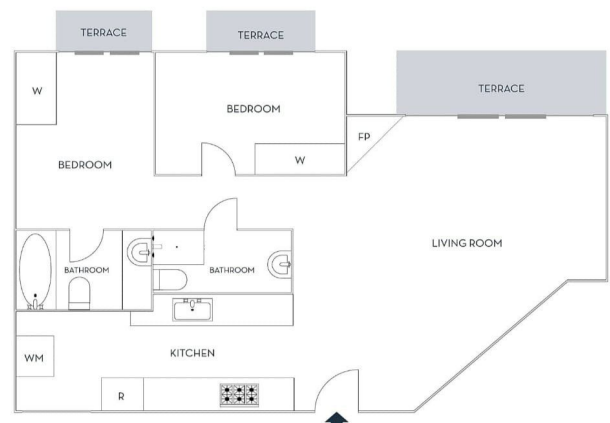 TERRACE
TERRACE
TERRACE
W
BEDROOM
FP
W
BEDROOM
LIVING ROOM
BATHROOM
BATHROOM
KITCHEN
WM
R